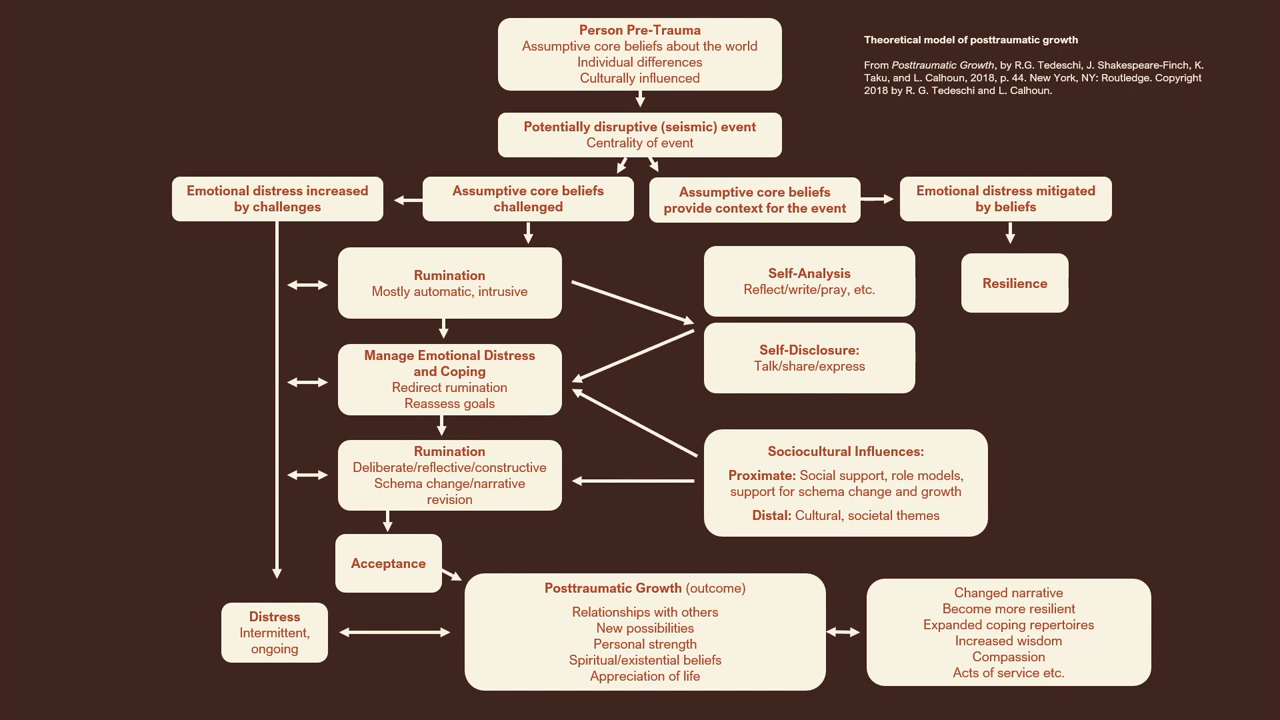 Person Pre-Trauma
Assumptive core beliefs about the world
Individual differences
Culturally influenced
Theoretical model of posttraumatic growth
From Posttraumatic Growth, by R.G. Tedeschi, J. Shakespeare-Finch, K.
Taku, and L. Calhoun, 2018, p. 44. New York, NY: Routledge. Copyright
2018 by R. G. Tedeschi and L. Calhoun.
Potentially disruptive (seismic) event
Centrality of event
Emotional distress increased
by challenges
Assumptive core beliefs
challenged
Assumptive core beliefs
provide context for the event
Emotional distress mitigated
by beliefs
Rumination
Mostly automatic, intrusive
Self-Analysis
Reflect/write/pray, etc.
Resilience
Manage Emotional Distress
and Coping
Redirect rumination
Reassess goals
Self-Disclosure:
Talk/share/express
Rumination
Deliberate/reflective/constructive
Schema change/narrative
revision
Sociocultural Influences:
Proximate: Social support, role models,
support for schema change and growth
Distal: Cultural, societal themes
Acceptance
Distress
Intermittent,
ongoing
Posttraumatic Growth (outcome)
Relationships with others
New possibilities
Personal strength
Spiritual/existential beliefs
Appreciation of life
Changed narrative
Become more resilient
Expanded coping repertoires
Increased wisdom
Compassion
Acts of service etc.